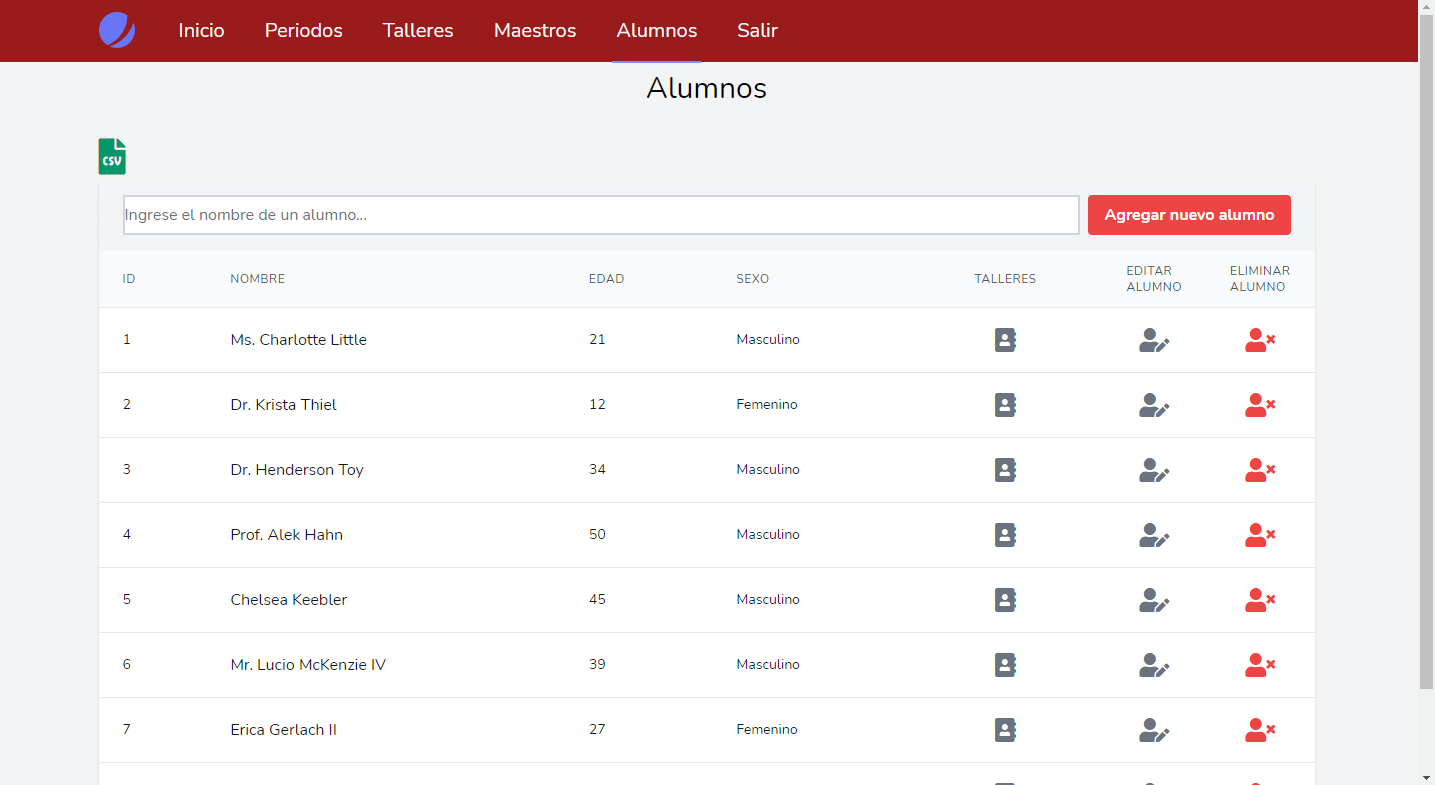 Inicio Periodos Talleres Maestros Alumnos Salir
Alumnos
CSV
Ingrese el nombre de un alumno... Agregar nuevo alumno
ID NOMBRE EDAD SEXO TALLERES EDITAR ALUMNO ELIMINAR ALUMNO
1 Ms. Charlotte Little 21 Masculino
2 Dr. Krista Thiel 12 Femenino
3 Dr. Henderson Toy 34 Masculino
4 Prof. Alek Hahn 50 Masculino
5 Chelsea Keebler 45 Masculino
6 Mr. Lucio McKenzie IV 39 Masculino
7 Erica Gerlach II 27 Femenino